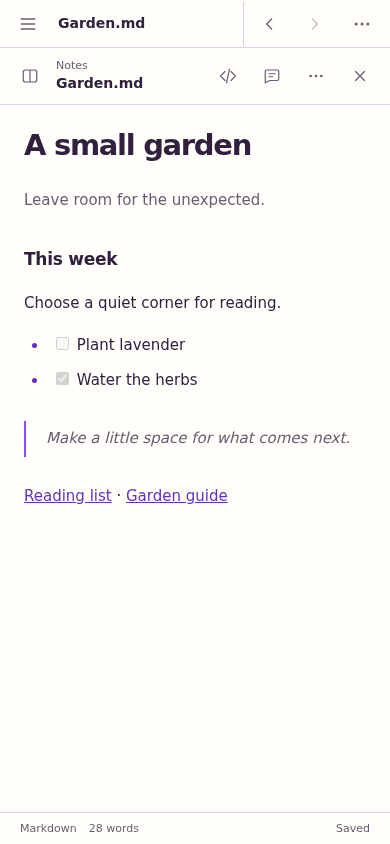 Garden.md
Notes
Garden.md
A small garden
Leave room for the unexpected.
This week
Choose a quiet corner for reading.
Plant lavender
Water the herbs
Make a little space for what comes next.
Reading list · Garden guide
Markdown 28 words Saved